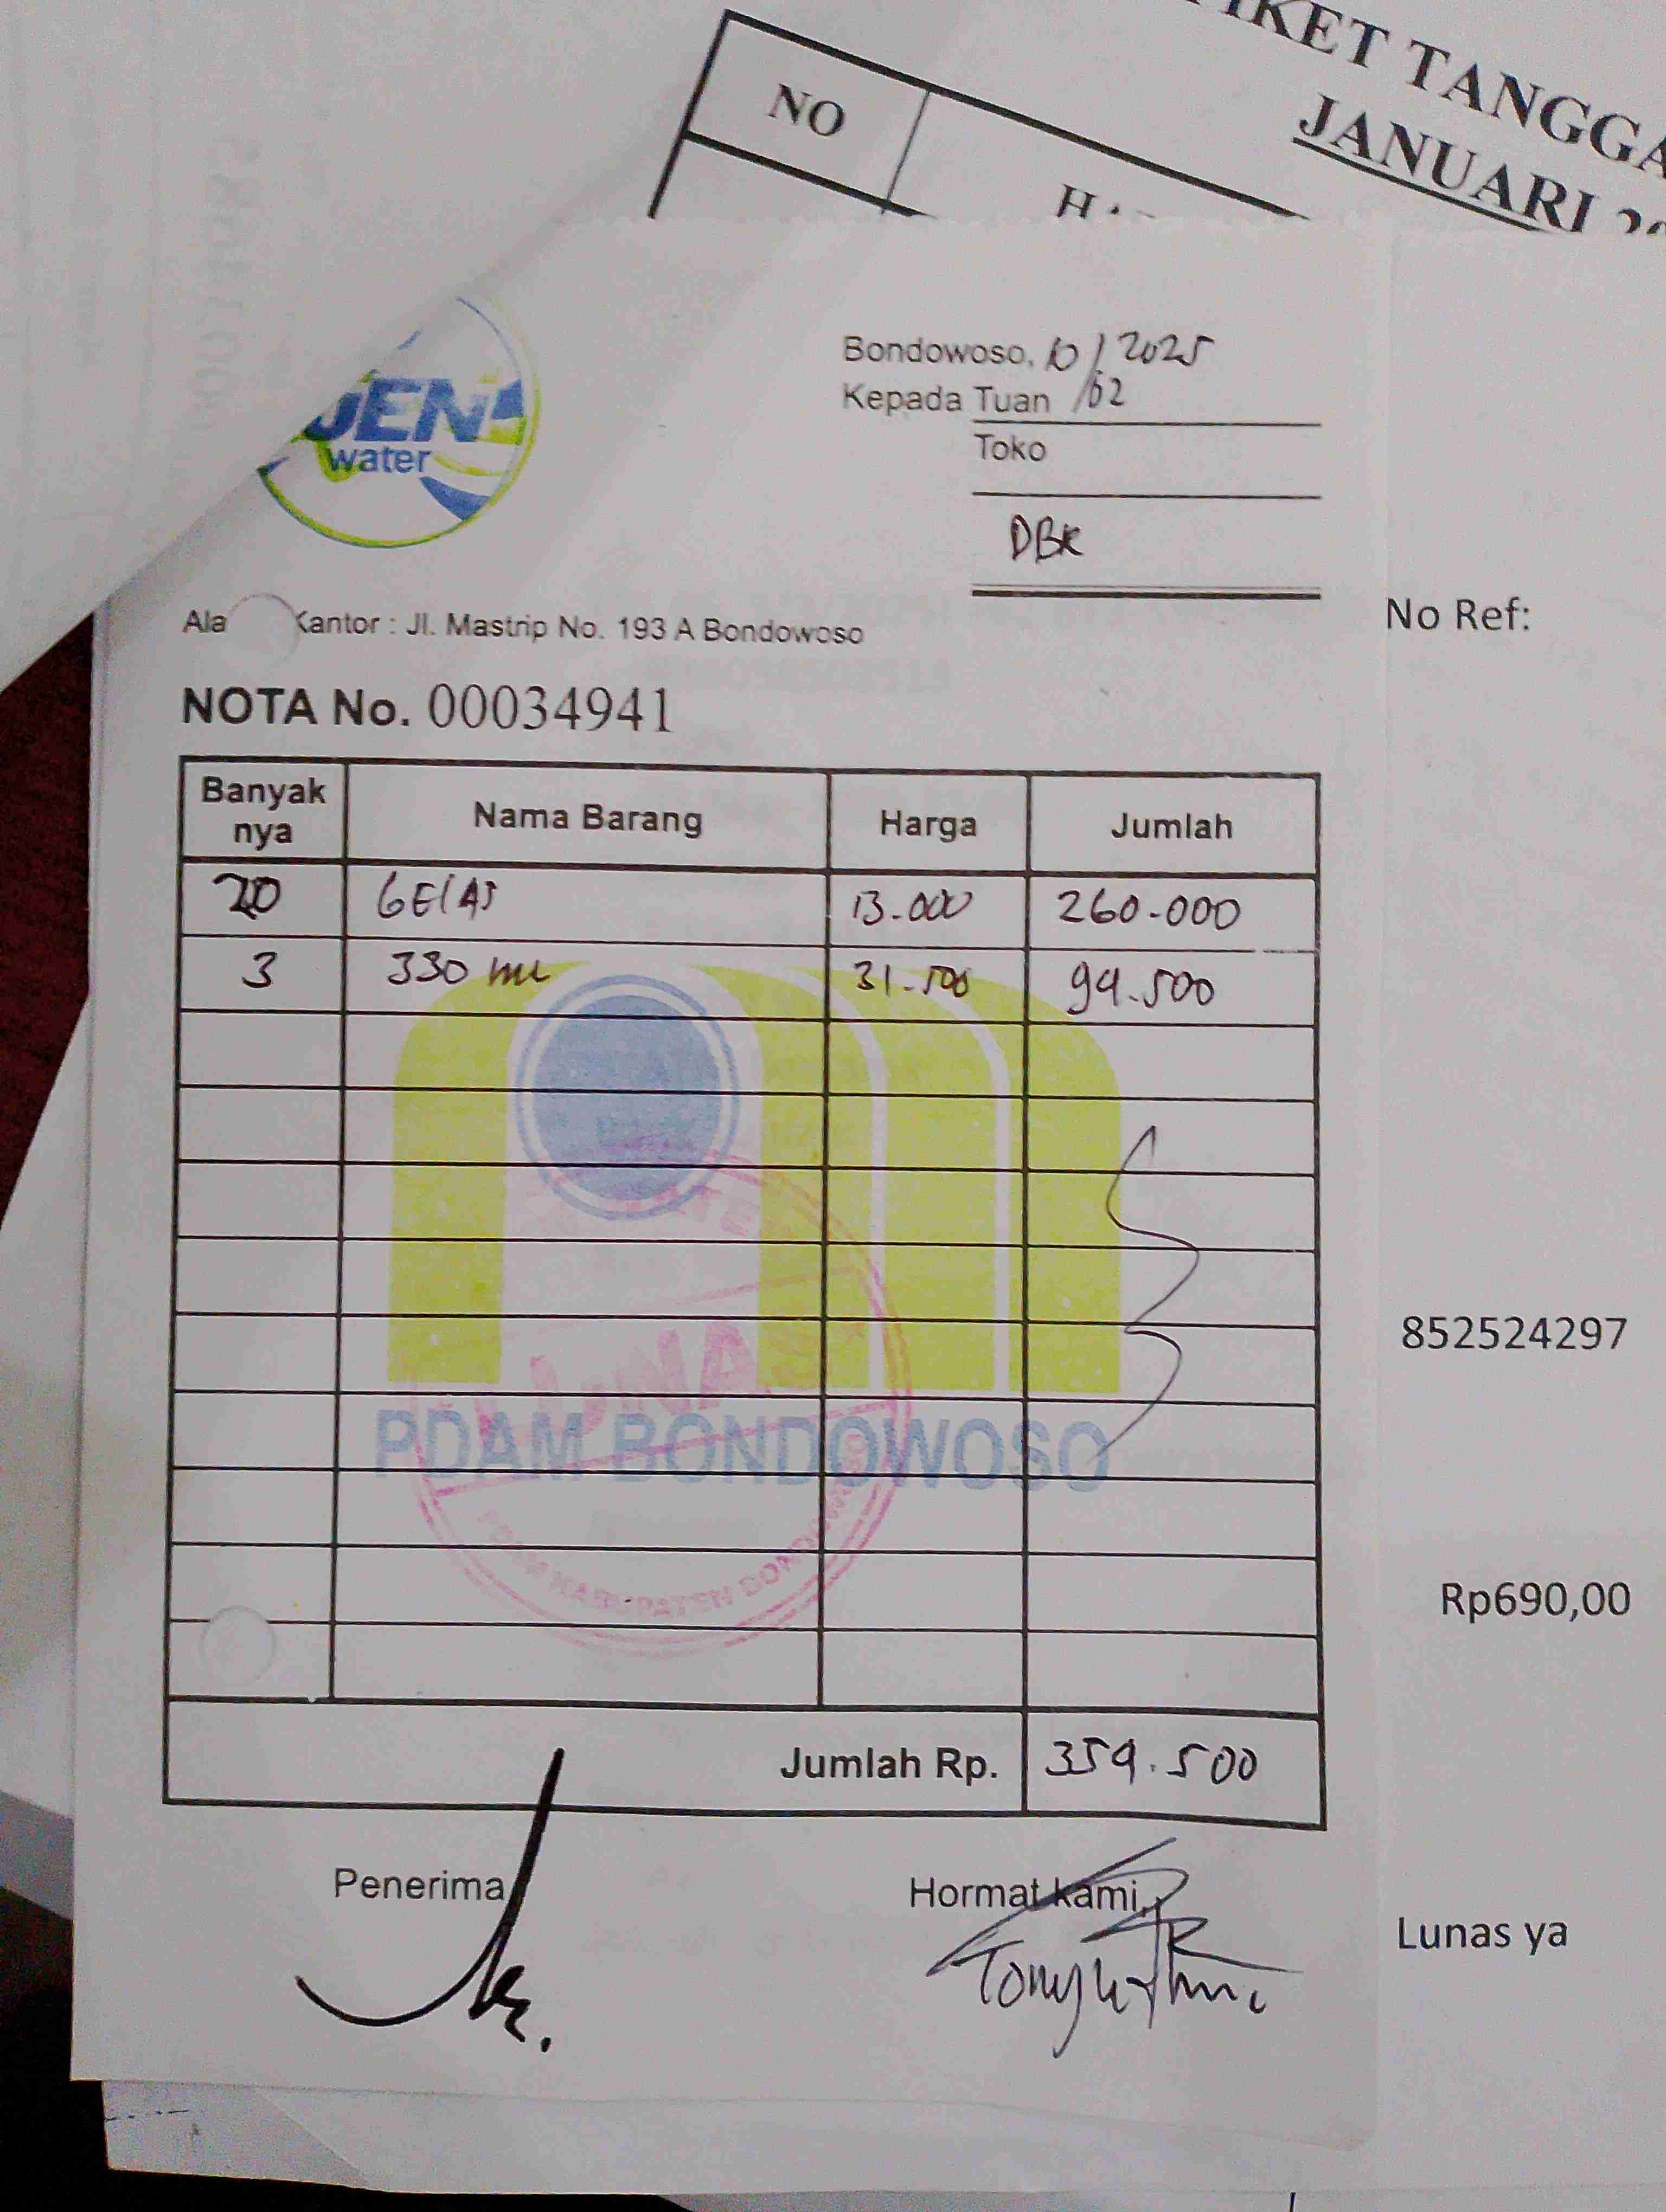 IKET TANGGA
JANUARI 20
NO
JEN
water
Bondowoso, 10/02 2025
Kepada Tuan
Toko
DBK
Ala Kantor : Jl. Mastrip No. 193 A Bondowoso
No Ref:
NOTA No. 00034941
Banyak nya Nama Barang Harga Jumlah
20 GELAS 13.000 260.000
3 330 ml 31.500 94.500
852524297
LUNAS
PDAM BONDOWOSO
PDAM KABUPATEN BONDOWOSO
Rp690,00
Jumlah Rp. 354.500
Penerima
Hormat kami,
Lunas ya